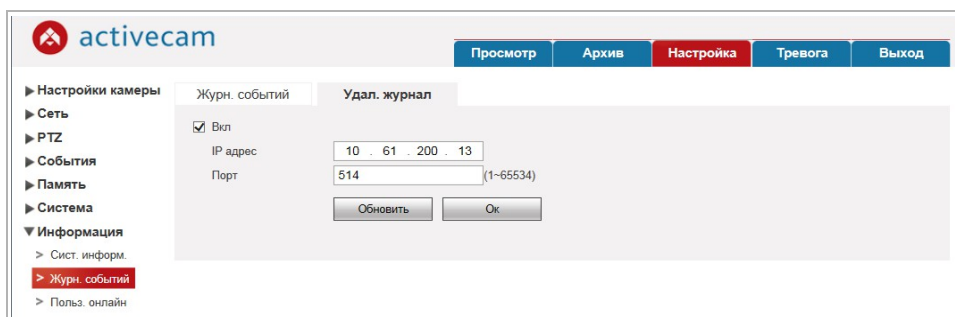 activecam
Просмотр Архив Настройка Тревога Выход
Настройки камеры
Сеть
PTZ
События
Память
Система
Информация
> Сист. информ.
> Журн. событий
> Польз. онлайн
Журн. событий Удал. журнал
Вкл
IP адрес 10 . 61 . 200 . 13
Порт 514 (1~65534)
Обновить Ок